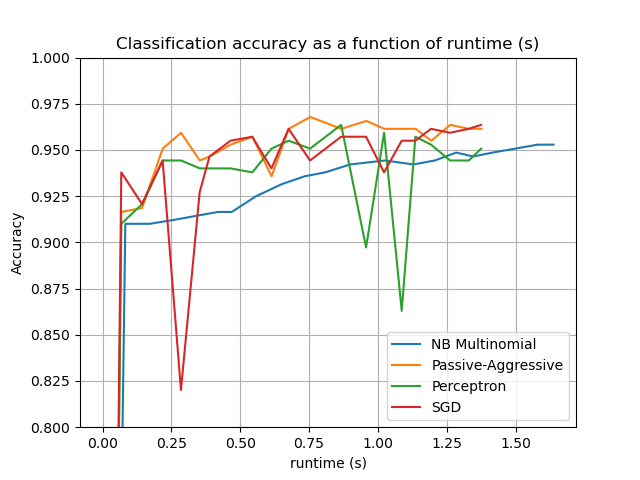 Classification accuracy as a function of runtime (s)
1.000
0.975
0.950
0.925
0.900
0.875
0.850
0.825
0.800
Accuracy
0.00 0.25 0.50 0.75 1.00 1.25 1.50
runtime (s)
NB Multinomial
Passive-Aggressive
Perceptron
SGD